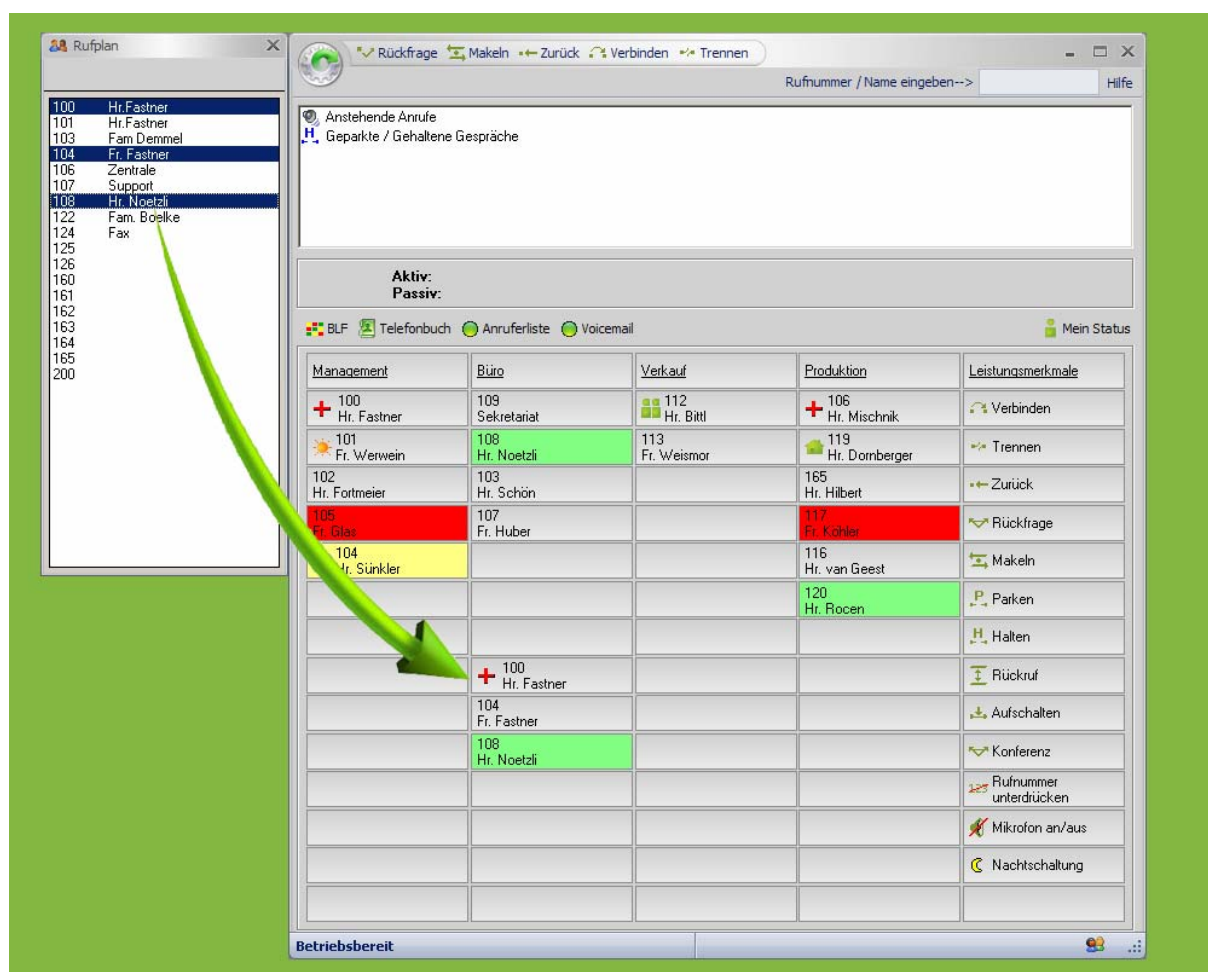 Rufplan
100 Hr.Fastner
101 Hr.Fastner
103 Fam Demmel
104 Fr. Fastner
106 Zentrale
107 Support
108 Hr. Noetzli
122 Fam. Boelke
124 Fax
125
126
160
161
162
163
164
165
200
Rückfrage Makeln Zurück Verbinden Trennen
Rufnummer / Name eingeben--> Hilfe
Anstehende Anrufe
H Geparkte / Gehaltene Gespräche
Aktiv:
Passiv:
BLF Telefonbuch Anruferliste Voicemail Mein Status
Management Büro Verkauf Produktion Leistungsmerkmale
100 109 112 106 Verbinden
Hr. Fastner Sekretariat Hr. Bittl Hr. Mischnik
101 108 113 119 Trennen
Fr. Werwein Hr. Noetzli Fr. Weismor Hr. Dornberger
102 103 165 Zurück
Hr. Fortmeier Hr. Schön Hr. Hilbert
105 107 117 Rückfrage
Fr. Glas Fr. Huber Fr. Köhler
104 116 Makeln
Hr. Sünkler Hr. van Geest
120 P Parken
Hr. Rocen
H Halten
100 Rückruf
Hr. Fastner
104 Aufschalten
Fr. Fastner
108 Konferenz
Hr. Noetzli
123 Rufnummer
unterdrücken
Mikrofon an/aus
Nachtschaltung
Betriebsbereit